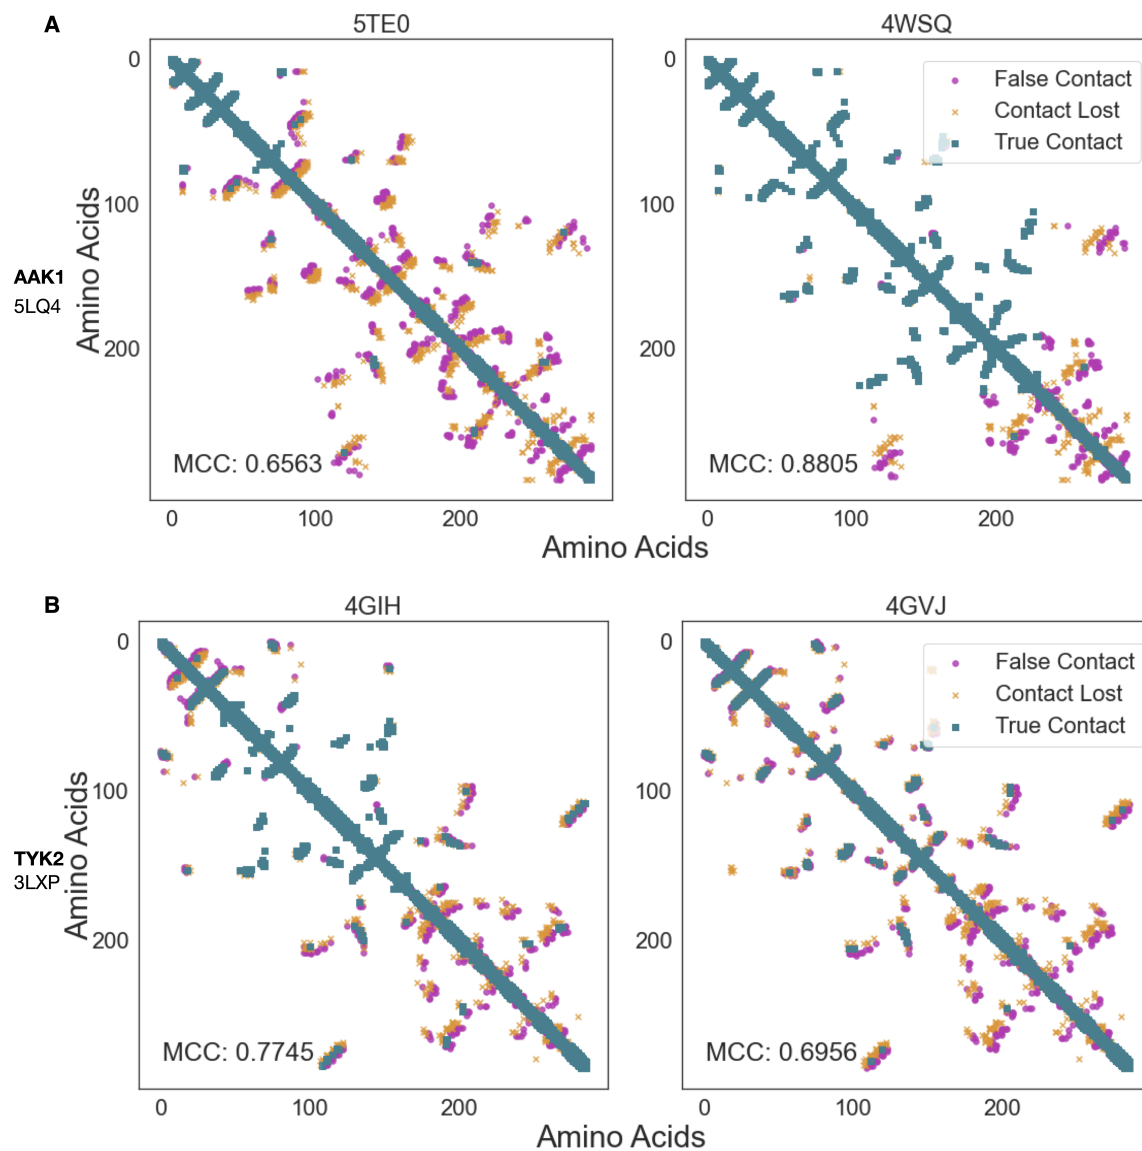 A
5TE0
4WSQ
False Contact
Contact Lost
True Contact
0
100
200
0
100
200
Amino Acids
AAK1
5LQ4
MCC: 0.6563
MCC: 0.8805
0
100
200
0
100
200
Amino Acids
B
4GIH
4GVJ
False Contact
Contact Lost
True Contact
0
100
200
0
100
200
Amino Acids
TYK2
3LXP
MCC: 0.7745
MCC: 0.6956
0
100
200
0
100
200
Amino Acids